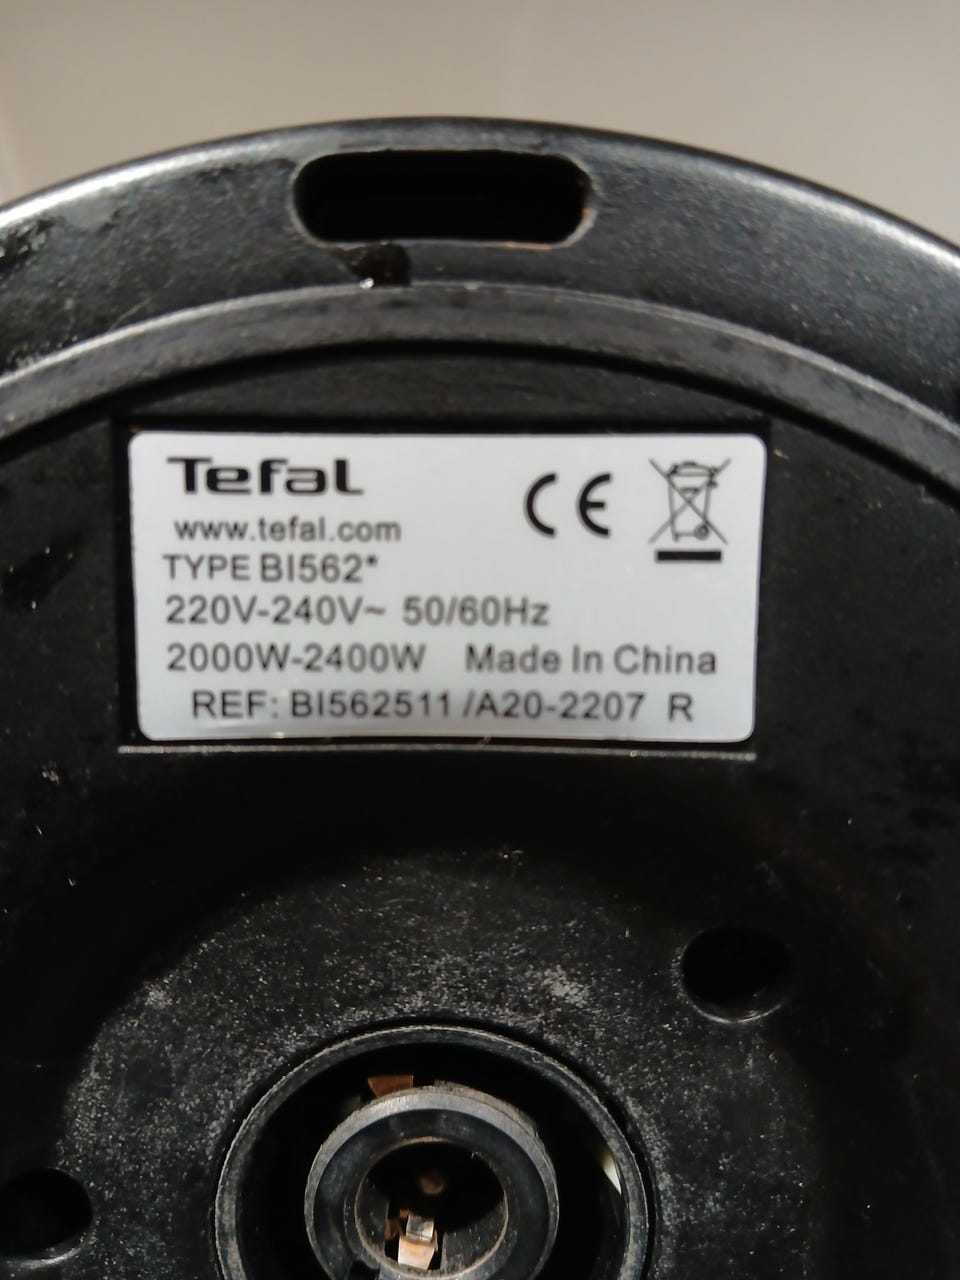 Tefal
www.tefal.com
CE
TYPE BI562*
220V-240V~ 50/60Hz
2000W-2400W Made In China
REF: BI562511 /A20-2207 R